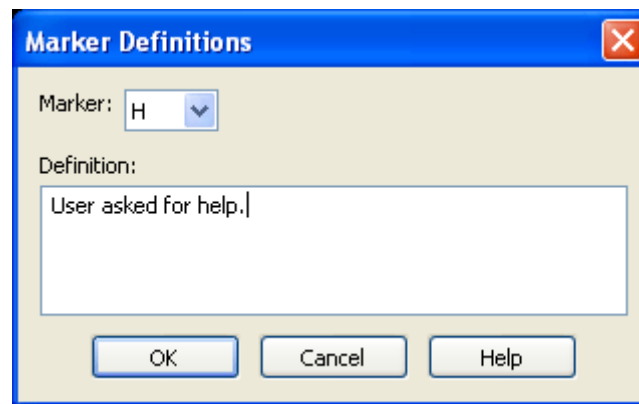 Marker Definitions
Marker: H
Definition:
User asked for help.
OK Cancel Help